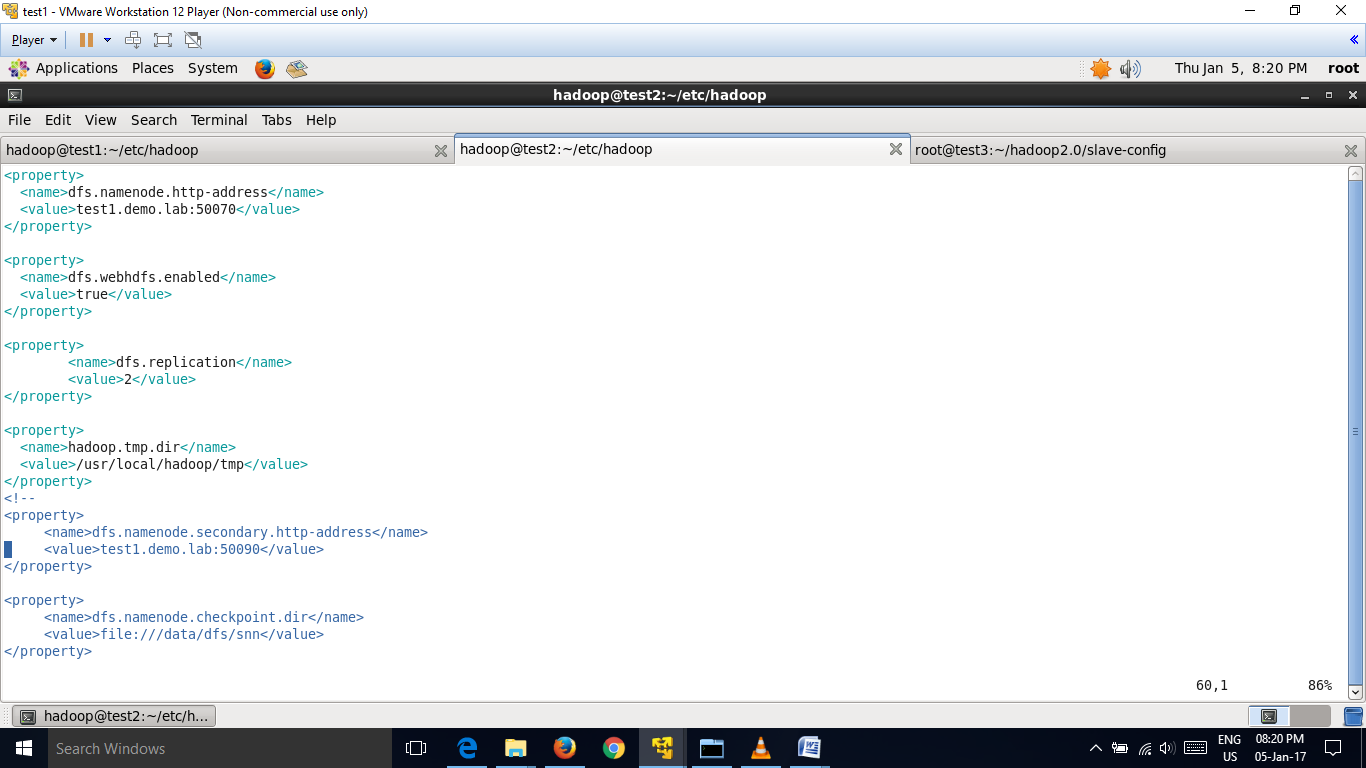 test1 - VMware Workstation 12 Player (Non-commercial use only)
Player
Applications Places System Thu Jan 5, 8:20 PM root
hadoop@test2:~/etc/hadoop
File Edit View Search Terminal Tabs Help
hadoop@test1:~/etc/hadoop hadoop@test2:~/etc/hadoop root@test3:~/hadoop2.0/slave-config
<property>
<name>dfs.namenode.http-address</name>
<value>test1.demo.lab:50070</value>
</property>
<property>
<name>dfs.webhdfs.enabled</name>
<value>true</value>
</property>
<property>
<name>dfs.replication</name>
<value>2</value>
</property>
<property>
<name>hadoop.tmp.dir</name>
<value>/usr/local/hadoop/tmp</value>
</property>
<!--
<property>
<name>dfs.namenode.secondary.http-address</name>
<value>test1.demo.lab:50090</value>
</property>
<property>
<name>dfs.namenode.checkpoint.dir</name>
<value>file:///data/dfs/snn</value>
</property>
60,1 86%
hadoop@test2:~/etc/h...
Search Windows
ENG 08:20 PM
US 05-Jan-17